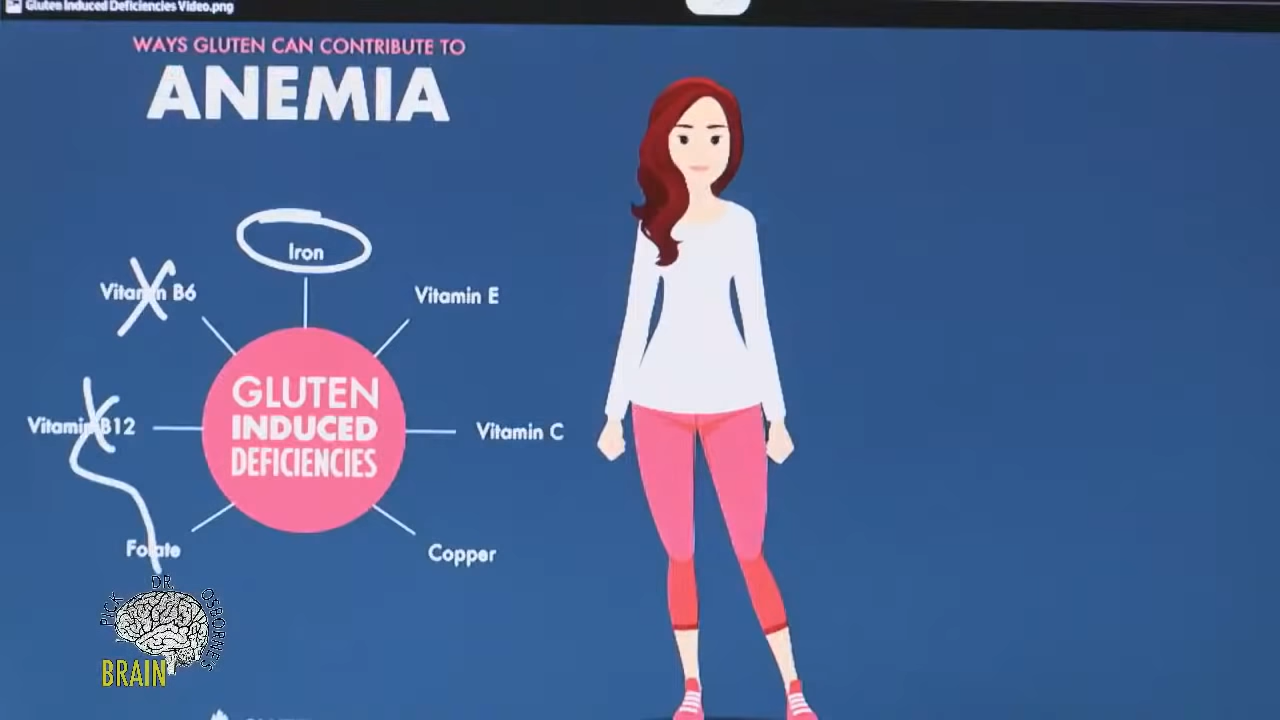 Gluten Induced Deficiencies Video.png
WAYS GLUTEN CAN CONTRIBUTE TO
ANEMIA
Iron
Vitamin B6
Vitamin E
Vitamin B12
GLUTEN
INDUCED
DEFICIENCIES
Vitamin C
Folate
Copper
PICK DR. OSBORNE'S
BRAIN